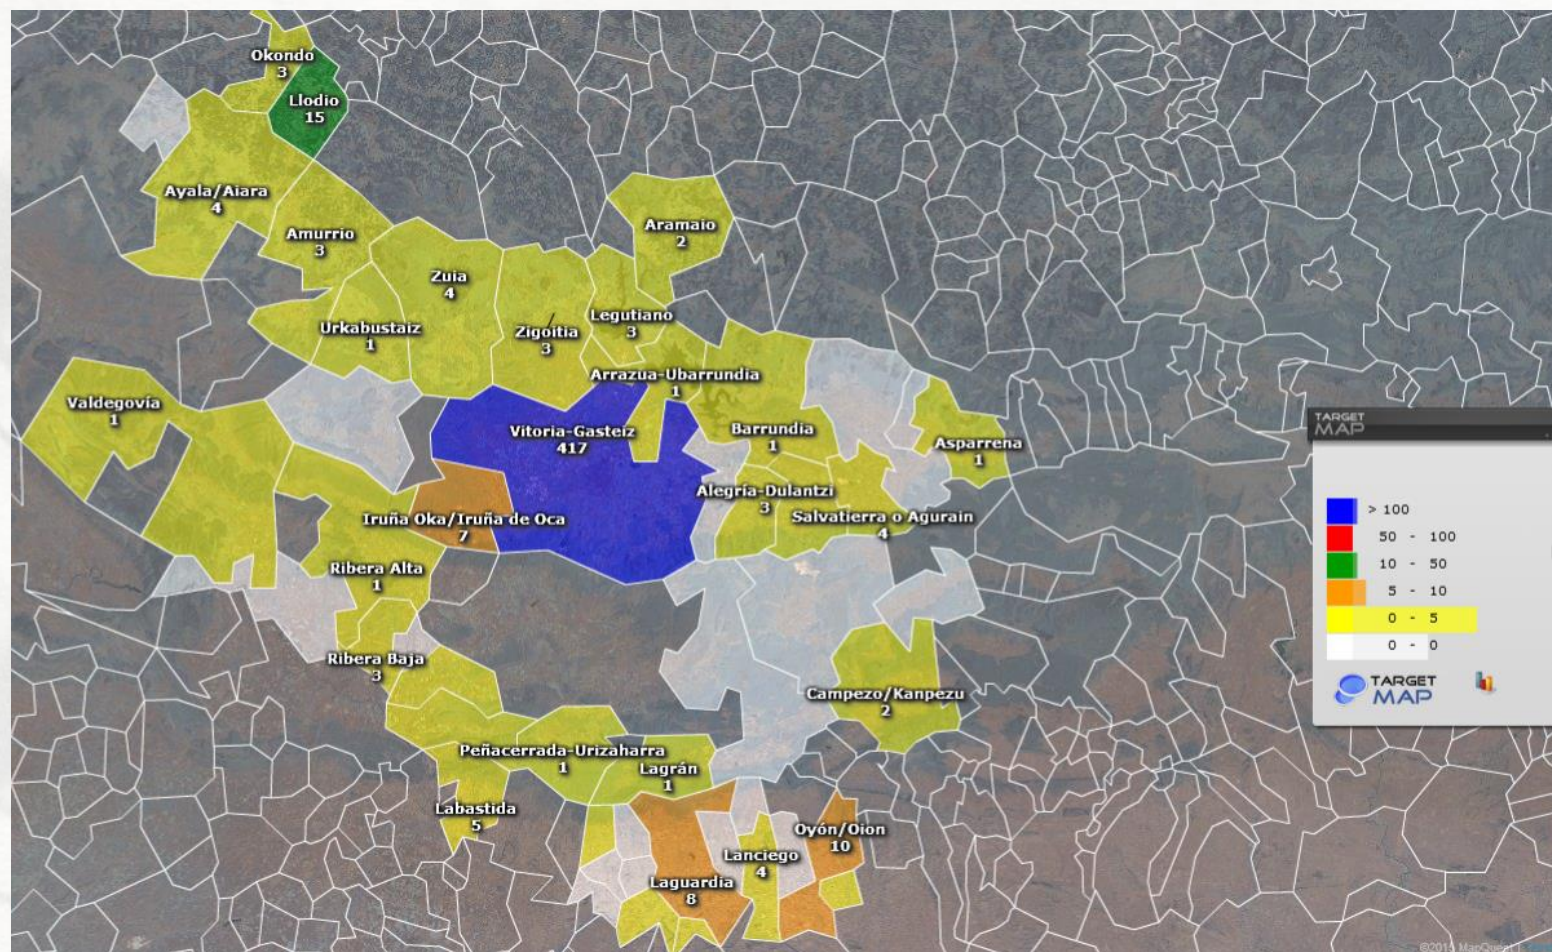 Okondo
3
Llodio
15
Ayala/Aiara
4
Amurrio
3
Aramaio
2
Zuia
4
Urkabustaiz
1
Zigoitia
3
Legutiano
3
Arrazua-Ubarrundia
1
Valdegovía
1
Vitoria-Gasteiz
417
Barrundia
1
Asparrena
1
Alegría-Dulantzi
3
Salvatierra o Agurain
4
Iruña Oka/Iruña de Oca
7
Ribera Alta
1
Ribera Baja
3
Campezo/Kanpezu
2
Peñacerrada-Urizaharra
1
Lagrán
1
Labastida
5
Oyón/Oion
10
Lanciego
4
Laguardia
8
TARGET
MAP
> 100
50 - 100
10 - 50
5 - 10
0 - 5
0 - 0
TARGET
MAP
©2015 MapQuest